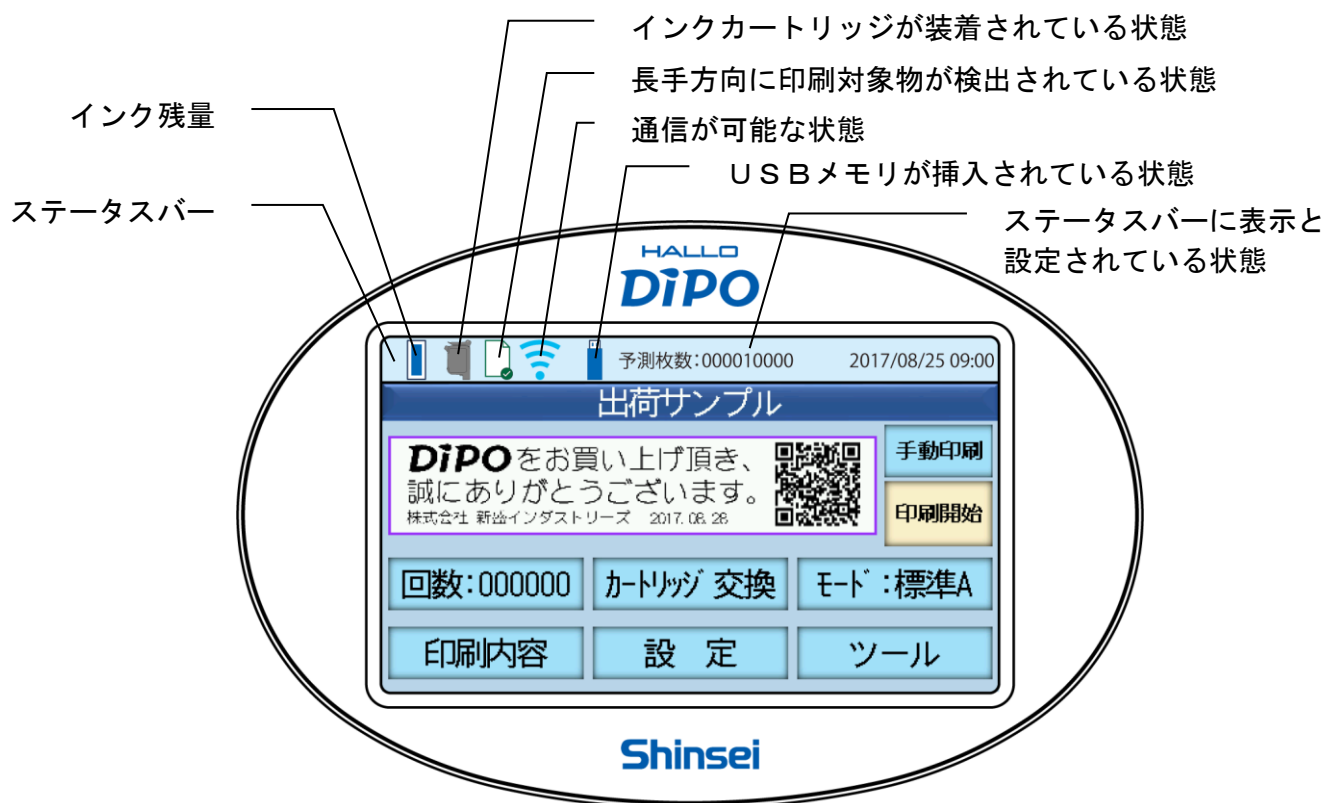 インクカートリッジが装着されている状態
長手方向に印刷対象物が検出されている状態
インク残量
通信が可能な状態
USBメモリが挿入されている状態
ステータスバー
ステータスバーに表示と
設定されている状態
HALLO
DiPO
予測枚数:000010000 2017/08/25 09:00
出荷サンプル
DiPOをお買い上げ頂き、
誠にありがとうございます。
株式会社 新盛インダストリーズ 2017.08.28
手動印刷
印刷開始
回数:000000 カートリッジ 交換 モード:標準A
印刷内容 設 定 ツール
Shinsei